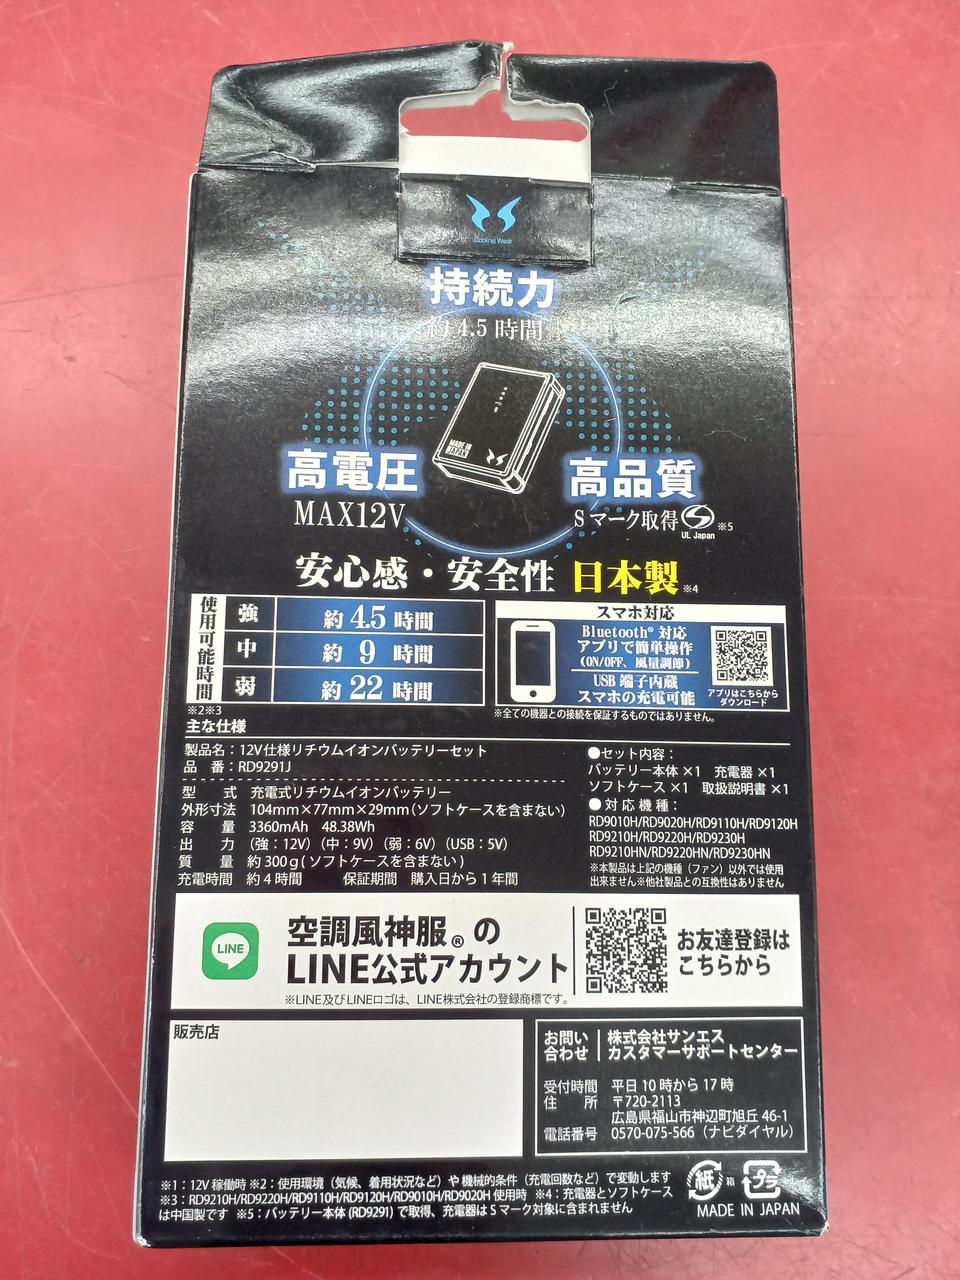 Cooling Wear
持続力
約4.5時間
MADE IN
JAPAN
高電圧
MAX12V
高品質
Sマーク取得 ※5
UL Japan
安心感・安全性 日本製※4
使用可能時間
強 約4.5時間
中 約9時間
弱 約22時間
※2※3
スマホ対応
Bluetooth® 対応
アプリで簡単操作
(ON/OFF、風量調節)
USB 端子内蔵
スマホの充電可能
アプリはこちらから
ダウンロード
※全ての機器との接続を保証するものではありません。
主な仕様
製品名：12V仕様リチウムイオンバッテリーセット
品 番：RD9291J
型 式 充電式リチウムイオンバッテリー
外形寸法 104mm×77mm×29mm(ソフトケースを含まない)
容 量 3360mAh 48.38Wh
出 力 (強：12V)(中：9V)(弱：6V)(USB：5V)
質 量 約300g(ソフトケースを含まない)
充電時間 約4時間 保証期間 購入日から1年間
●セット内容：
バッテリー本体×1 充電器×1
ソフトケース×1 取扱説明書×1
●対応機種：
RD9010H/RD9020H/RD9110H/RD9120H
RD9210H/RD9220H/RD9230H
RD9210HN/RD9220HN/RD9230HN
※本製品は上記の機種（ファン）以外では使用
出来ません※他社製品との互換性はありません
LINE
空調風神服®の
LINE公式アカウント
※LINE及びLINEロゴは、LINE株式会社の登録商標です。
お友達登録は
こちらから
販売店
お問い
合わせ
株式会社サンエス
カスタマーサポートセンター
受付時間 平日10時から17時
住 所 〒720-2113
広島県福山市神辺町旭丘46-1
電話番号 0570-075-566（ナビダイヤル）
※1：12V稼働時 ※2：使用環境（気候、着用状況など）や機械的条件（充電回数など）で変動します
※3：RD9210H/RD9220H/RD9110H/RD9120H/RD9010H/RD9020H使用時 ※4：充電器とソフトケース
は中国製です ※5：バッテリー本体(RD9291)で取得、充電器はSマーク対象に含まれません
紙 箱 プラ
MADE IN JAPAN